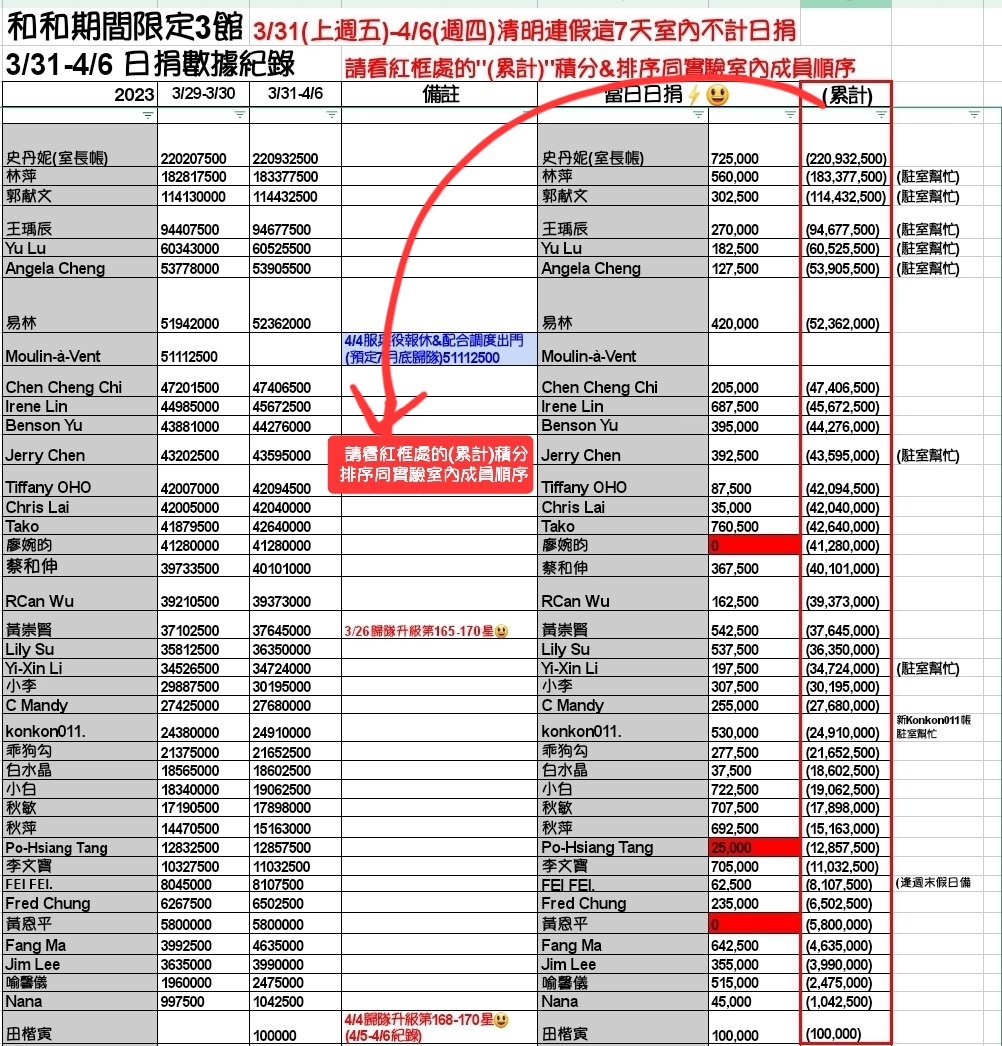 和和期間限定3館 3/31(上週五)-4/6(週四)清明連假這7天室內不計日捐
3/31-4/6 日捐數據紀錄 請看紅框處的"(累計)"積分&排序同實驗室內成員順序
2023 3/29-3/30 3/31-4/6 備註 當日日捐⚡😃 (累計)
史丹妮(室長帳) 220207500 220932500 史丹妮(室長帳) 725,000 (220,932,500)
林萍 182817500 183377500 林萍 560,000 (183,377,500) (駐室幫忙)
郭献文 114130000 114432500 郭献文 302,500 (114,432,500) (駐室幫忙)
王瑀辰 94407500 94677500 王瑀辰 270,000 (94,677,500) (駐室幫忙)
Yu Lu 60343000 60525500 Yu Lu 182,500 (60,525,500) (駐室幫忙)
Angela Cheng 53778000 53905500 Angela Cheng 127,500 (53,905,500) (駐室幫忙)
易林 51942000 52362000 易林 420,000 (52,362,000)
4/4服兵役報休&配合調度出門
Moulin-à-Vent 51112500 (預定7月底歸隊)51112500 Moulin-à-Vent
Chen Cheng Chi 47201500 47406500 Chen Cheng Chi 205,000 (47,406,500)
Irene Lin 44985000 45672500 Irene Lin 687,500 (45,672,500)
Benson Yu 43881000 44276000 Benson Yu 395,000 (44,276,000)
Jerry Chen 43202500 43595000 請看紅框處的(累計)積分 Jerry Chen 392,500 (43,595,000) (駐室幫忙)
排序同實驗室內成員順序
Tiffany OHO 42007000 42094500 Tiffany OHO 87,500 (42,094,500)
Chris Lai 42005000 42040000 Chris Lai 35,000 (42,040,000)
Tako 41879500 42640000 Tako 760,500 (42,640,000)
廖婉昀 41280000 41280000 廖婉昀 0 (41,280,000)
蔡和伸 39733500 40101000 蔡和伸 367,500 (40,101,000)
RCan Wu 39210500 39373000 RCan Wu 162,500 (39,373,000)
黃崇賢 37102500 37645000 3/26歸隊升級第165-170星😃 黃崇賢 542,500 (37,645,000)
Lily Su 35812500 36350000 Lily Su 537,500 (36,350,000)
Yi-Xin Li 34526500 34724000 Yi-Xin Li 197,500 (34,724,000) (駐室幫忙)
小李 29887500 30195000 小李 307,500 (30,195,000)
C Mandy 27425000 27680000 C Mandy 255,000 (27,680,000)
新Konkon011帳
konkon011. 24380000 24910000 konkon011. 530,000 (24,910,000) 駐室幫忙
乖狗勾 21375000 21652500 乖狗勾 277,500 (21,652,500)
白水晶 18565000 18602500 白水晶 37,500 (18,602,500)
小白 18340000 19062500 小白 722,500 (19,062,500)
秋敏 17190500 17898000 秋敏 707,500 (17,898,000)
秋萍 14470500 15163000 秋萍 692,500 (15,163,000)
Po-Hsiang Tang 12832500 12857500 Po-Hsiang Tang 25,000 (12,857,500)
李文寶 10327500 11032500 李文寶 705,000 (11,032,500)
FEI FEI. 8045000 8107500 FEI FEI. 62,500 (8,107,500) (逢週末假日備
Fred Chung 6267500 6502500 Fred Chung 235,000 (6,502,500)
黃恩平 5800000 5800000 黃恩平 0 (5,800,000)
Fang Ma 3992500 4635000 Fang Ma 642,500 (4,635,000)
Jim Lee 3635000 3990000 Jim Lee 355,000 (3,990,000)
喻馨儀 1960000 2475000 喻馨儀 515,000 (2,475,000)
Nana 997500 1042500 Nana 45,000 (1,042,500)
4/4歸隊升級第168-170星😃
田楷寅 100000 (4/5-4/6紀錄) 田楷寅 100,000 (100,000)